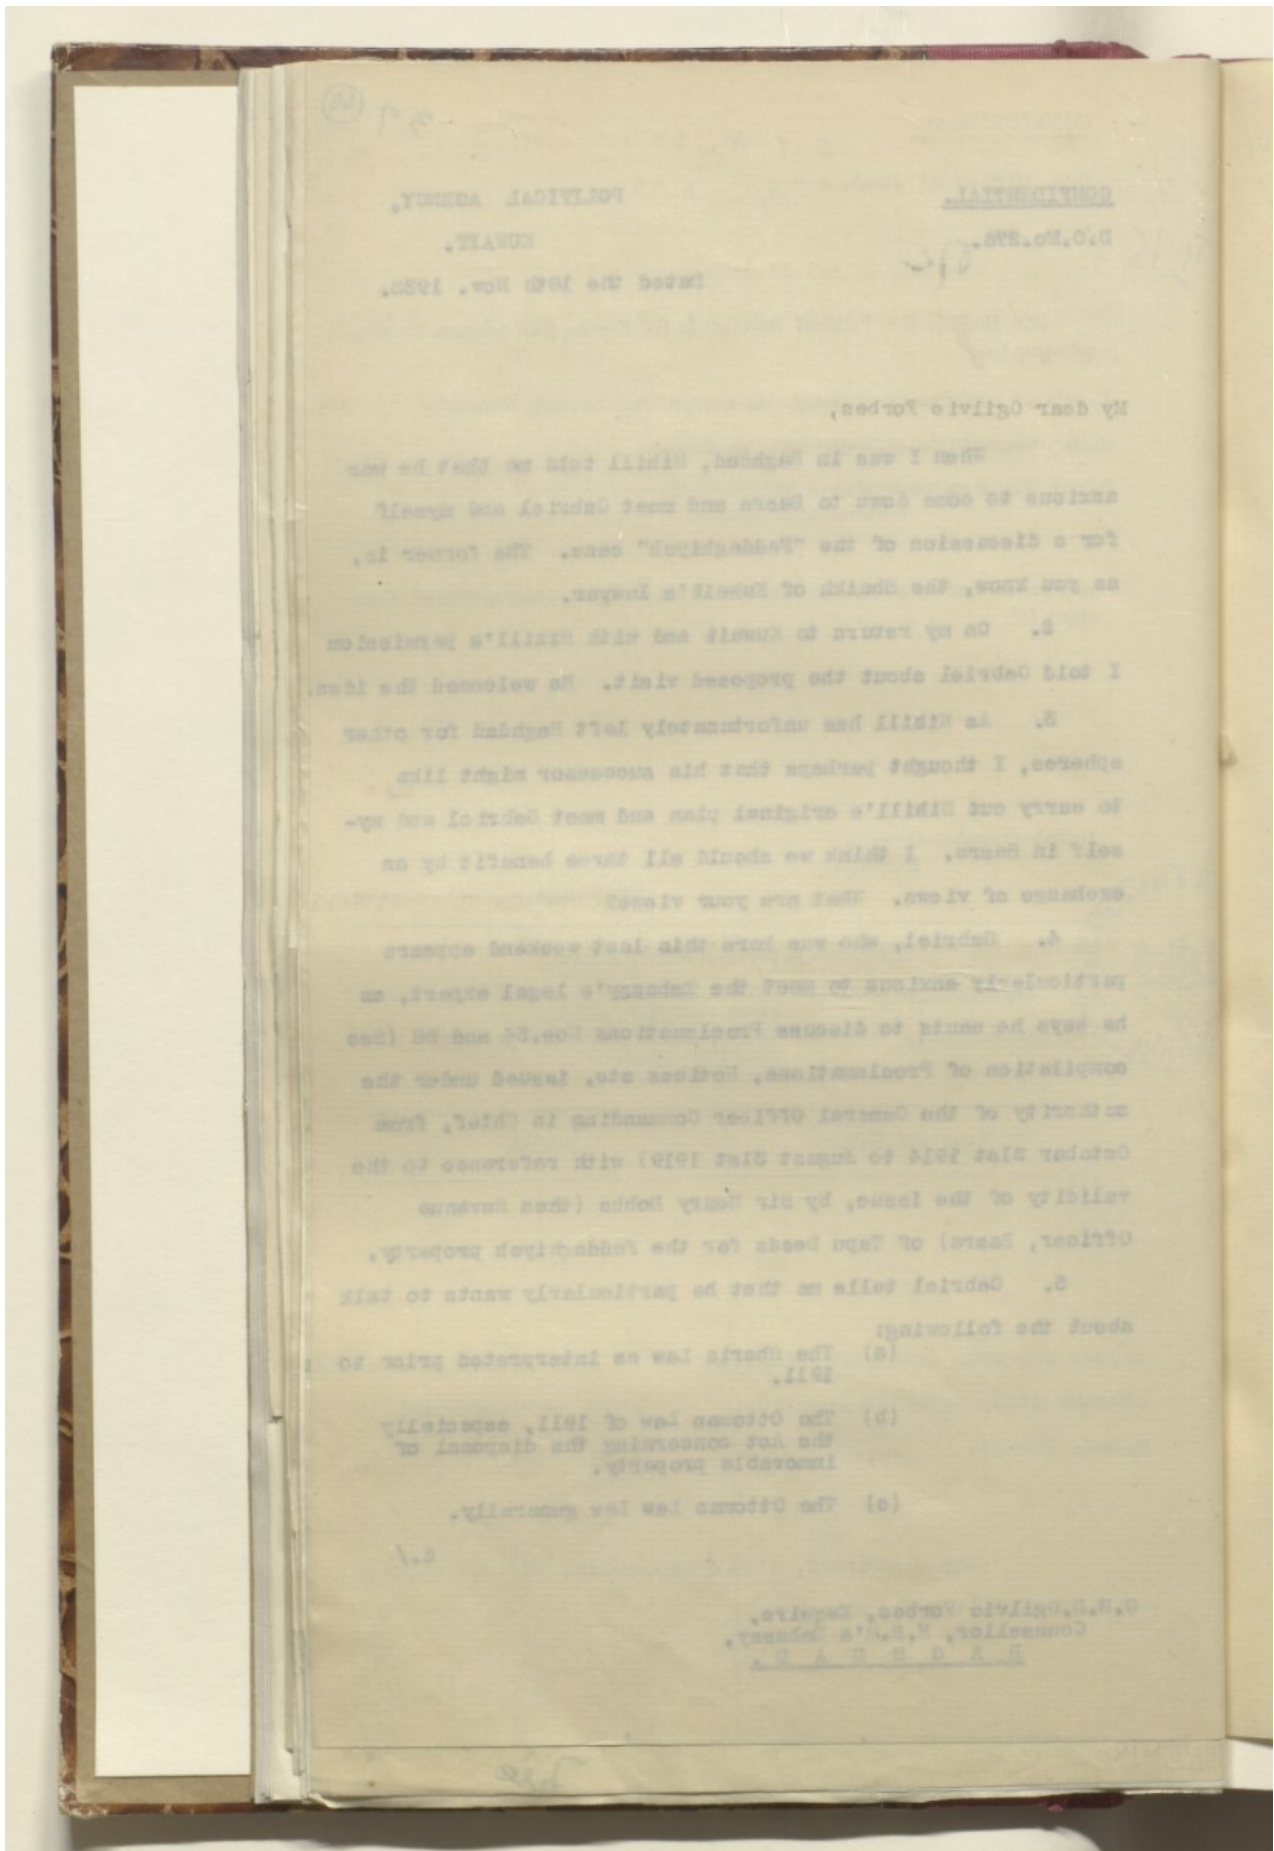 CONFIDENTIAL. POLITICAL AGENCY,
D.O.No.276. KUWAIT.
Dated the 18th Nov. 1933.
My dear Ogilvie Forbes,
When I was in Baghdad, Nihill told me that he was
anxious to come down to Basra and meet Gabriel and myself
for a discussion of the "Faddaghiyah" case. The former is,
as you know, the Shaikh of Kuwait's lawyer.
2. On my return to Kuwait and with Nihill's permission
I told Gabriel about the proposed visit. He welcomed the idea.
3. As Nihill has unfortunately left Baghdad for other
spheres, I thought perhaps that his successor might like
to carry out Nihill's original plan and meet Gabriel and my-
self in Basra. I think we should all three benefit by an
exchange of views. What are your views?
4. Gabriel, who was here this last weekend appears
particularly anxious to meet the Embassy's legal expert, as
he says he wants to discuss Proclamations Nos.54 and (See
compilation of Proclamations, Notices etc, issued under the
authority of the General Officer Commanding in Chief, from
October 31st 1914 to August 31st 1919) with reference to the
validity of the issue, by Sir Henry Dobbs (then Revenue
Officer, Basra) of Tapu Deeds for the Faddaghiyah property.
5. Gabriel tells me that he particularly wants to talk
about the following:
(a) The Sharia Law as interpreted prior to
1911.
(b) The Ottoman Law of 1911, especially
the Act concerning the disposal of
immovable property.
(c) The Ottoman Law Law generally.
G.H.D.Ogilvie Forbes, Esquire,
Counsellor, H.B.M's Embassy,
B A G H D A D .